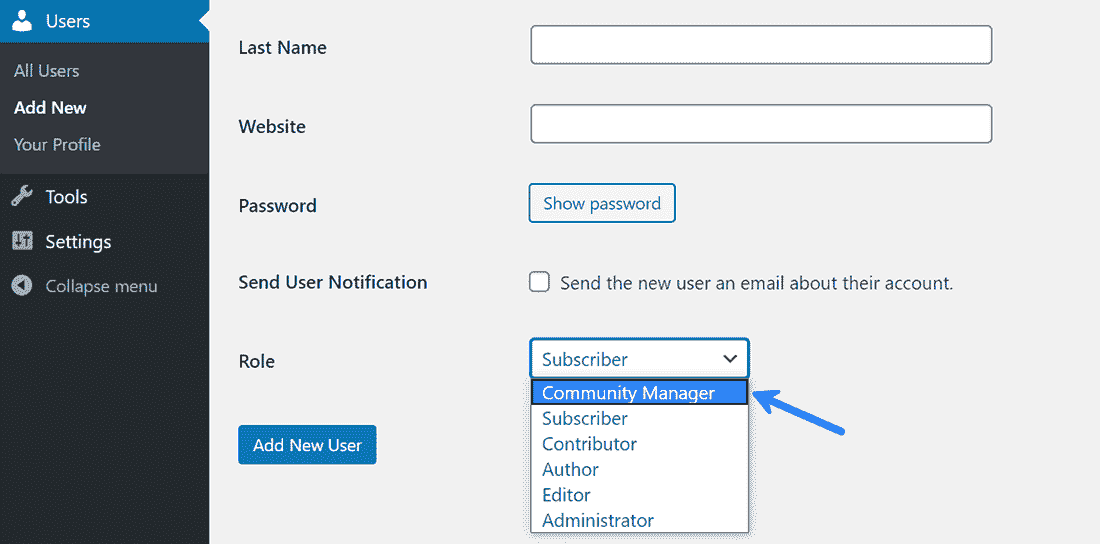 Users
All Users
Add New
Your Profile
Tools
Settings
Collapse menu
Last Name
Website
Password
Show password
Send User Notification
Send the new user an email about their account.
Role
Subscriber
Community Manager
Subscriber
Contributor
Author
Editor
Administrator
Add New User